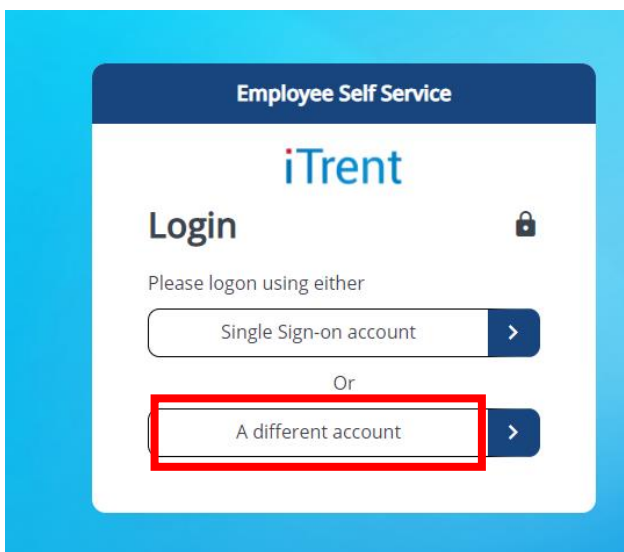 Employee Self Service
iTrent
Login
Please logon using either
Single Sign-on account
Or
A different account